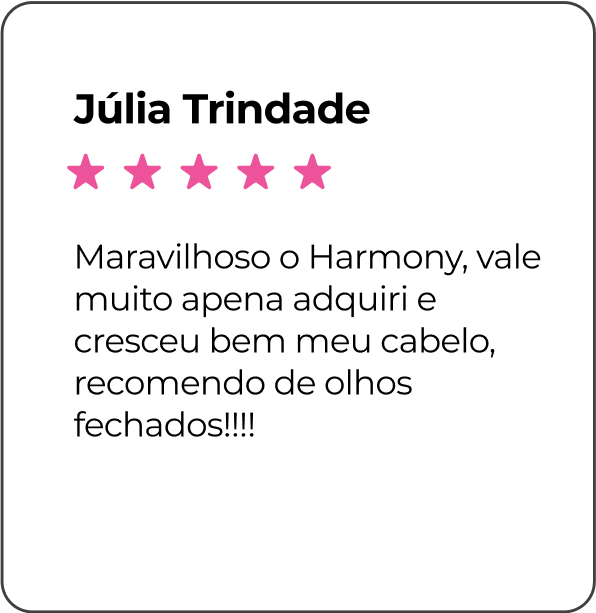 Júlia Trindade
Maravilhoso o Harmony, vale
muito apena adquiri e
cresceu bem meu cabelo,
recomendo de olhos
fechados!!!!